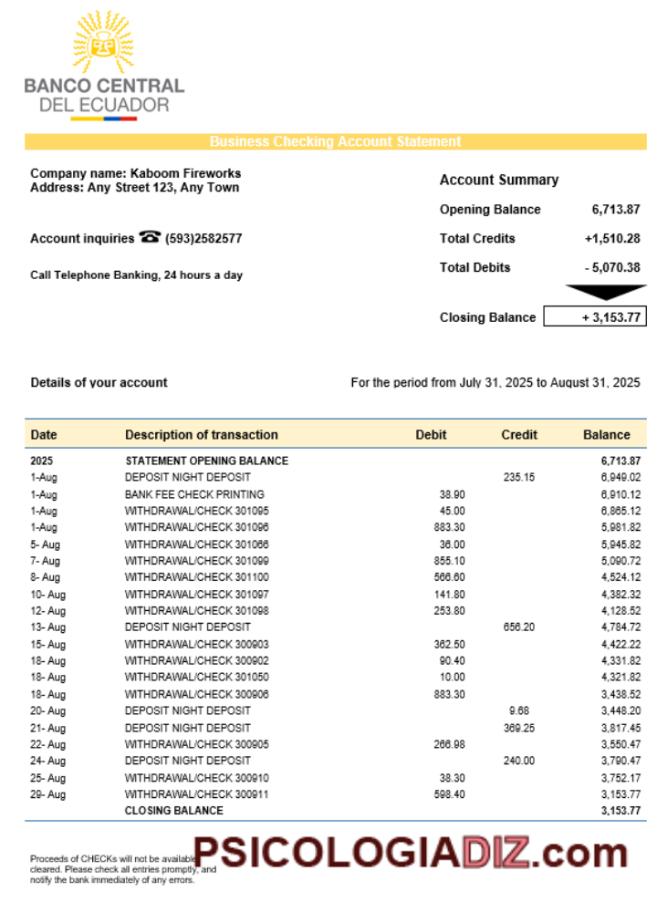 BANCO CENTRAL
DEL ECUADOR
Business Checking Account Statement
Company name: Kaboom Fireworks
Address: Any Street 123, Any Town
Account inquiries ☎ (593)2582577
Call Telephone Banking, 24 hours a day
Account Summary
Opening Balance 6,713.87
Total Credits +1,510.28
Total Debits - 5,070.38
Closing Balance + 3,153.77
Details of your account For the period from July 31, 2025 to August 31, 2025
Date Description of transaction Debit Credit Balance
2025 STATEMENT OPENING BALANCE 6,713.87
1-Aug DEPOSIT NIGHT DEPOSIT 235.15 6,949.02
1-Aug BANK FEE CHECK PRINTING 38.90 6,910.12
1-Aug WITHDRAWAL/CHECK 301095 45.00 6,865.12
1-Aug WITHDRAWAL/CHECK 301096 883.30 5,981.82
5- Aug WITHDRAWAL/CHECK 301066 36.00 5,945.82
7- Aug WITHDRAWAL/CHECK 301099 855.10 5,090.72
8- Aug WITHDRAWAL/CHECK 301100 566.60 4,524.12
10- Aug WITHDRAWAL/CHECK 301097 141.80 4,382.32
12- Aug WITHDRAWAL/CHECK 301098 253.80 4,128.52
13- Aug DEPOSIT NIGHT DEPOSIT 656.20 4,784.72
15- Aug WITHDRAWAL/CHECK 300903 362.50 4,422.22
18- Aug WITHDRAWAL/CHECK 300902 90.40 4,331.82
18- Aug WITHDRAWAL/CHECK 301050 10.00 4,321.82
18- Aug WITHDRAWAL/CHECK 300906 883.30 3,438.52
20- Aug DEPOSIT NIGHT DEPOSIT 9.68 3,448.20
21- Aug DEPOSIT NIGHT DEPOSIT 369.25 3,817.45
22- Aug WITHDRAWAL/CHECK 300905 266.98 3,550.47
24- Aug DEPOSIT NIGHT DEPOSIT 240.00 3,790.47
25- Aug WITHDRAWAL/CHECK 300910 38.30 3,752.17
29- Aug WITHDRAWAL/CHECK 300911 598.40 3,153.77
CLOSING BALANCE 3,153.77
Proceeds of CHECKs will not be available
cleared. Please check all entries promptly, and
notify the bank immediately of any errors.
PSICOLOGIADIZ.com